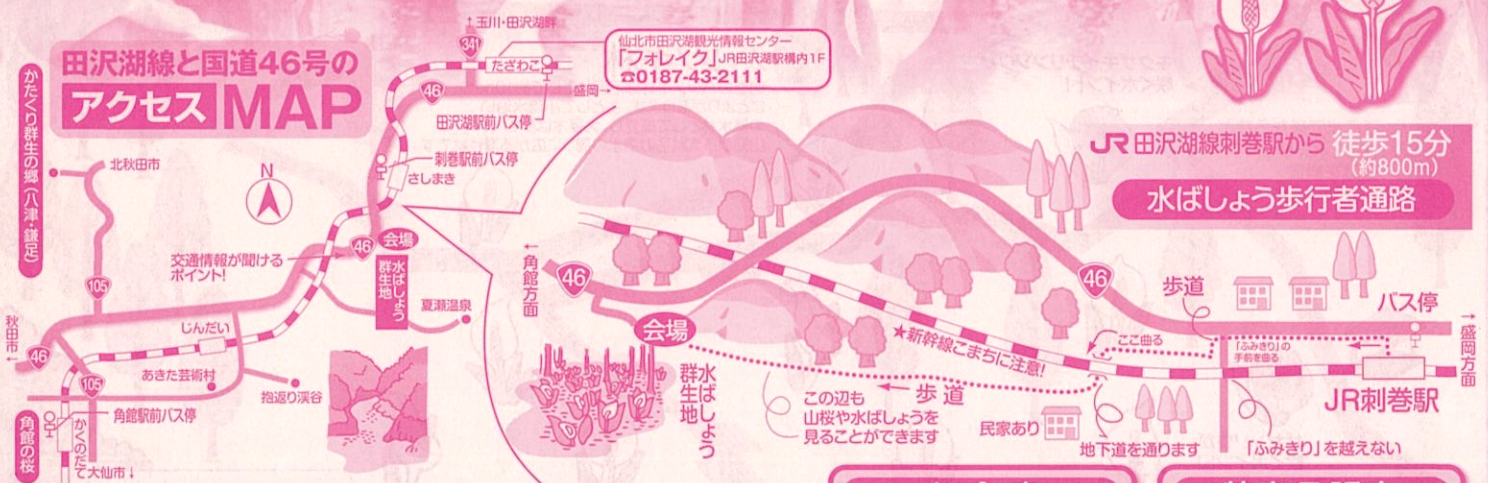 田沢湖線と国道46号の
アクセスMAP
かたくり群生の郷(八津・鎌足)
北秋田市
105
N
交通情報が聞ける
ポイント!
↑玉川・田沢湖畔
341
たざわこ
46
盛岡→
田沢湖駅前バス停
仙北市田沢湖観光情報センター
「フォレイク」JR田沢湖駅構内1F
☎0187-43-2111
刺巻駅前バス停
さしまき
46
会場
水ばしょう
群生地
夏瀬温泉
じんだい
秋田市
←
46
105
あきた芸術村
抱返り渓谷
角館駅前バス停
かくのだて
角館の桜
大仙市↓
JR田沢湖線刺巻駅から 徒歩15分
(約800m)
水ばしょう歩行者通路
←角館方面
46
46
会場
水ばしょう
群生地
★新幹線こまちに注意!
歩道
バス停
→盛岡方面
ここ曲る
「ふみきり」の
手前を曲る
←歩道
この辺も
山桜や水ばしょうを
見ることができます
民家あり
地下道を通ります
「ふみきり」を越えない
JR刺巻駅